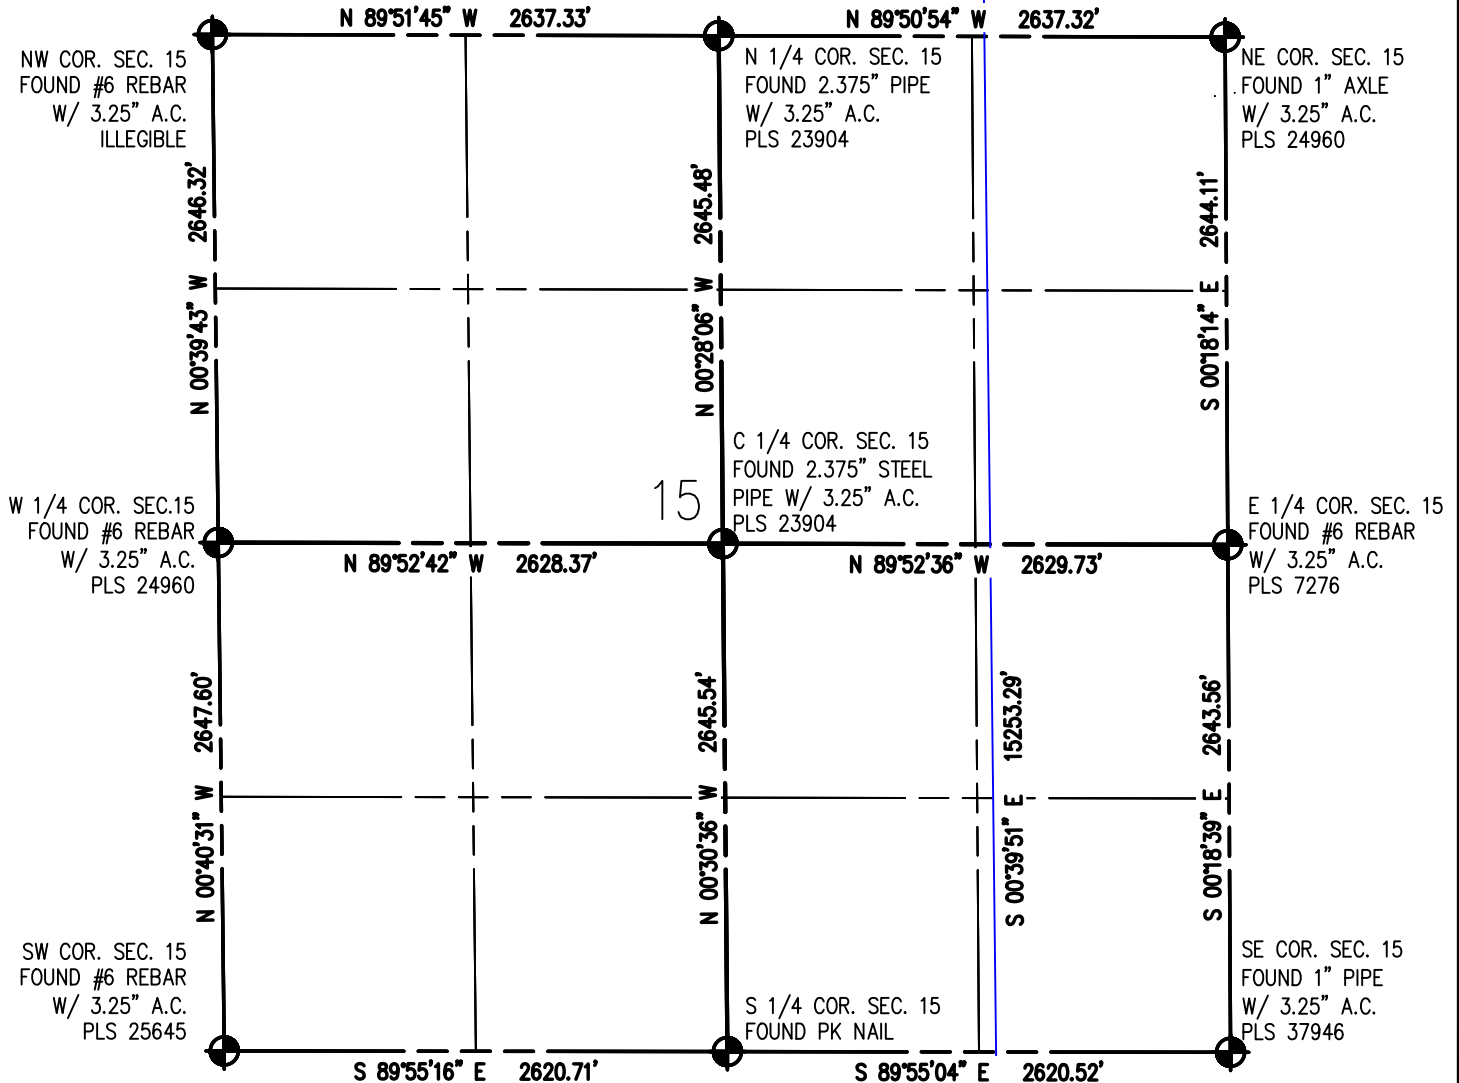 N 89°51'45" W 2637.33'
N 89°50'54" W 2637.32'
NW COR. SEC. 15
FOUND #6 REBAR
W/ 3.25" A.C.
ILLEGIBLE
N 1/4 COR. SEC. 15
FOUND 2.375" PIPE
W/ 3.25" A.C.
PLS 23904
NE COR. SEC. 15
FOUND 1" AXLE
W/ 3.25" A.C.
PLS 24960
N 00°39'43" W 2646.32'
N 00°28'06" W 2645.48'
S 00°18'14" E 2644.11'
C 1/4 COR. SEC. 15
FOUND 2.375" STEEL
PIPE W/ 3.25" A.C.
PLS 23904
15
W 1/4 COR. SEC.15
FOUND #6 REBAR
W/ 3.25" A.C.
PLS 24960
E 1/4 COR. SEC. 15
FOUND #6 REBAR
W/ 3.25" A.C.
PLS 7276
N 89°52'42" W 2628.37'
N 89°52'36" W 2629.73'
N 00°40'31" W 2647.60'
N 00°30'36" W 2645.54'
S 00°39'51" E 15253.29'
S 00°18'39" E 2643.56'
SW COR. SEC. 15
FOUND #6 REBAR
W/ 3.25" A.C.
PLS 25645
S 1/4 COR. SEC. 15
FOUND PK NAIL
SE COR. SEC. 15
FOUND 1" PIPE
W/ 3.25" A.C.
PLS 37946
S 89°55'16" E 2620.71'
S 89°55'04" E 2620.52'